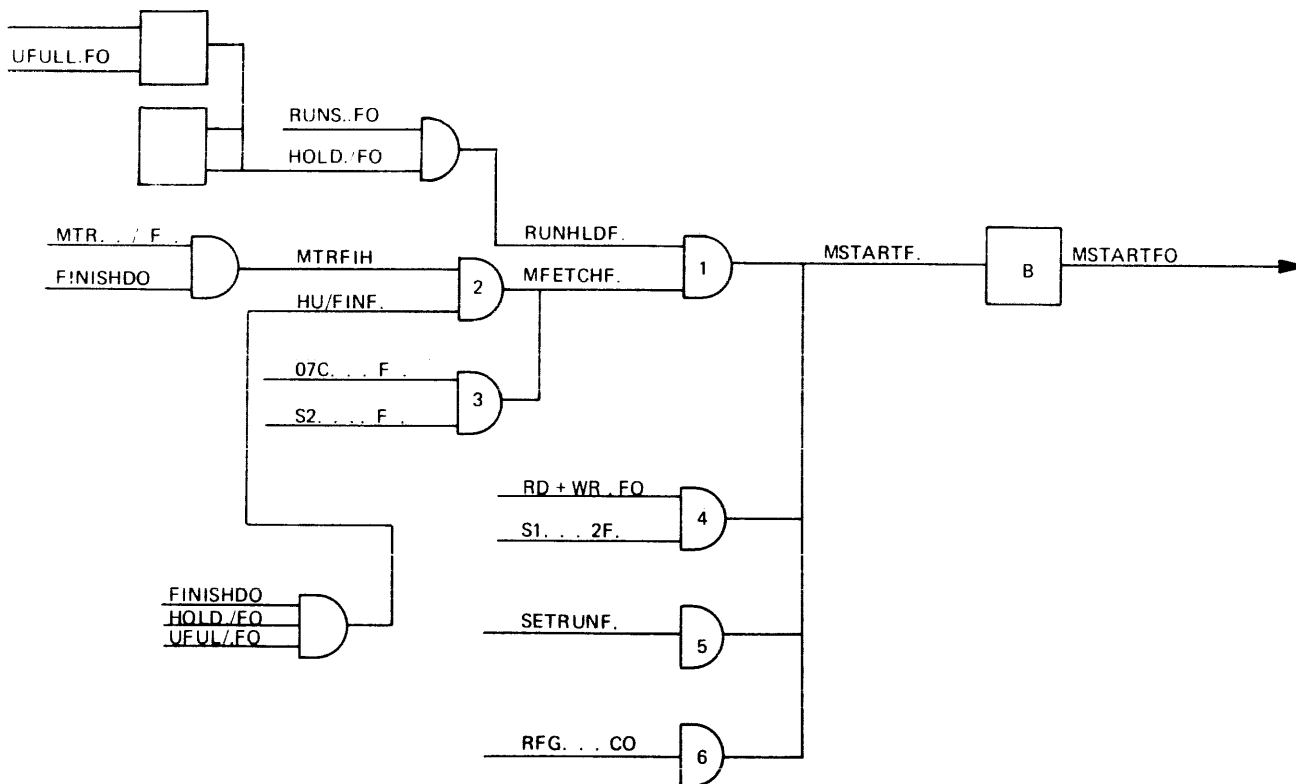 UFULL.FO
RUNS..FO
HOLD./FO
MTR. . / F .
F!NISHDO
MTRFIH
HU/FINF.
2
MFETCHF.
RUNHLDF.
1
MSTARTF.
B
MSTARTFO
07C. . . F .
S2. . . . F .
3
RD + WR . FO
S1. . . 2F.
4
FINISHDO
HOLD./FO
UFUL/.FO
SETRUNF.
5
RFG. . . CO
6